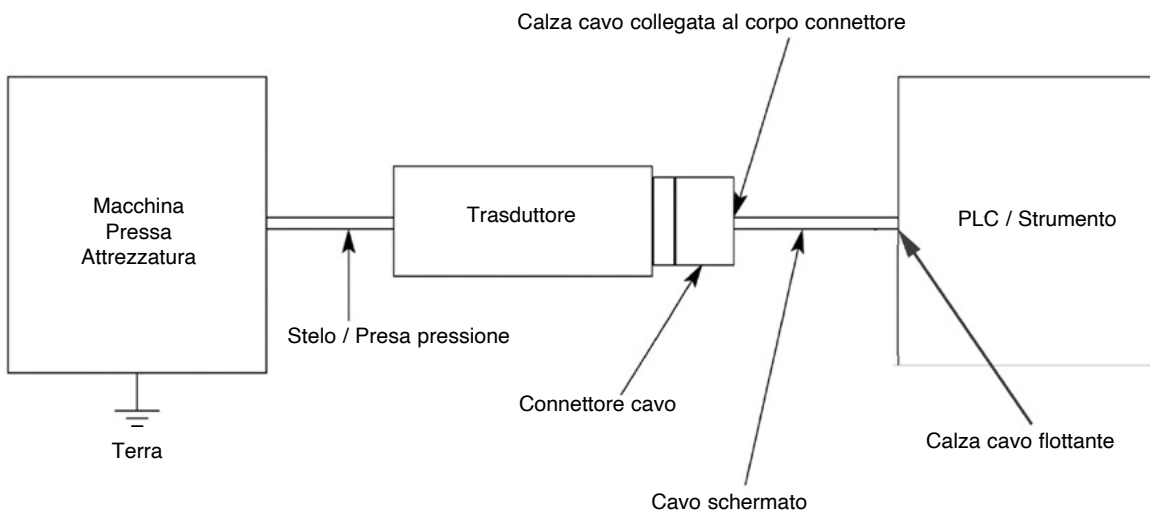 Calza cavo collegata al corpo connettore
Macchina
Pressa
Attrezzatura
Trasduttore
PLC / Strumento
Stelo / Presa pressione
Connettore cavo
Terra
Calza cavo flottante
Cavo schermato